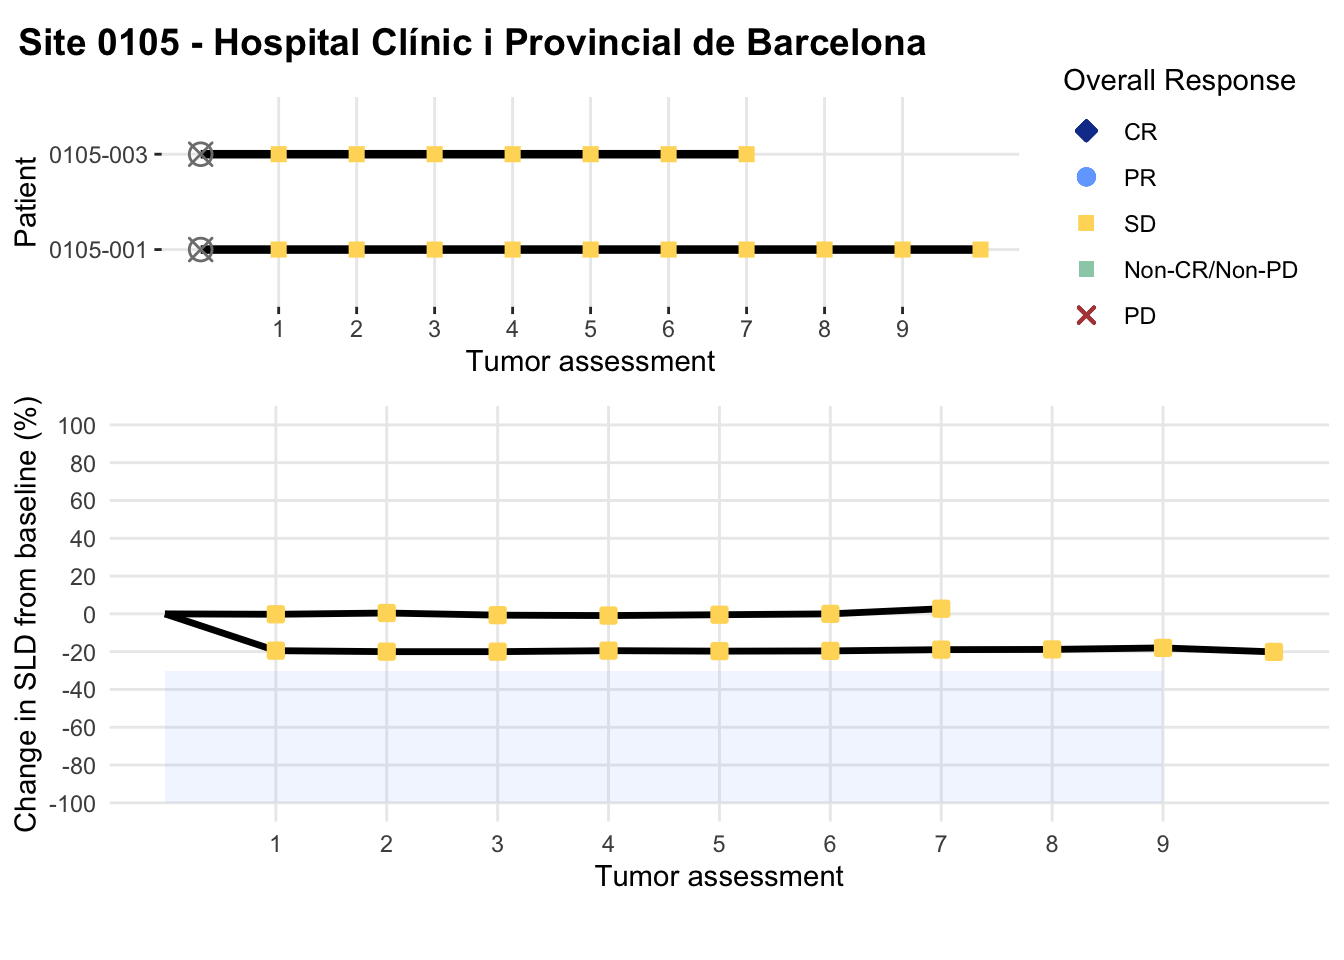 Site 0105 - Hospital Clínic i Provincial de Barcelona
Patient
0105-003
0105-001
1 2 3 4 5 6 7 8 9
Tumor assessment
Overall Response
CR
PR
SD
Non-CR/Non-PD
PD
Change in SLD from baseline (%)
100
80
60
40
20
0
-20
-40
-60
-80
-100
1 2 3 4 5 6 7 8 9
Tumor assessment